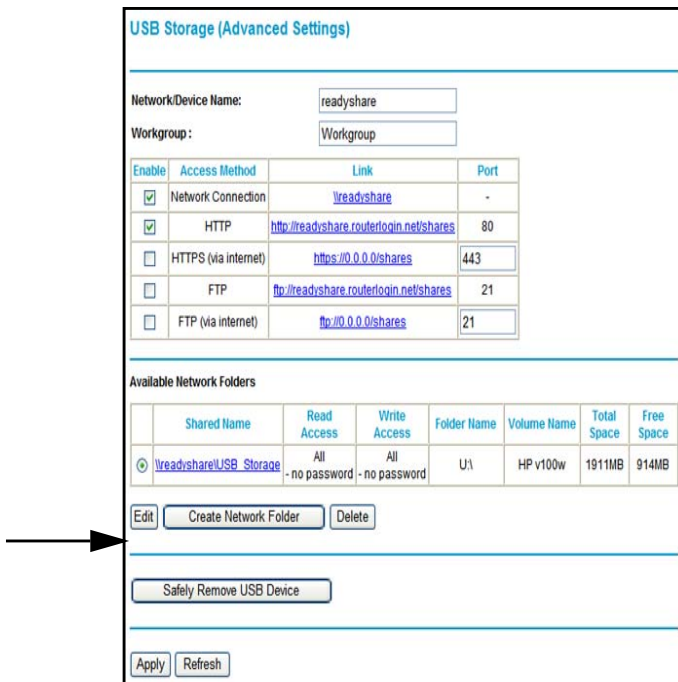 USB Storage (Advanced Settings)
Network/Device Name: readyshare
Workgroup : Workgroup
Enable Access Method Link Port
Network Connection \\readyshare -
HTTP http://readyshare.routerlogin.net/shares 80
HTTPS (via internet) https://0.0.0.0/shares 443
FTP ftp://readyshare.routerlogin.net/shares 21
FTP (via internet) ftp://0.0.0.0/shares 21
Available Network Folders
Shared Name Read Access Write Access Folder Name Volume Name Total Space Free Space
\\readyshare\USB_Storage All - no password All - no password U:\ HP v100w 1911MB 914MB
Edit Create Network Folder Delete
Safely Remove USB Device
Apply Refresh